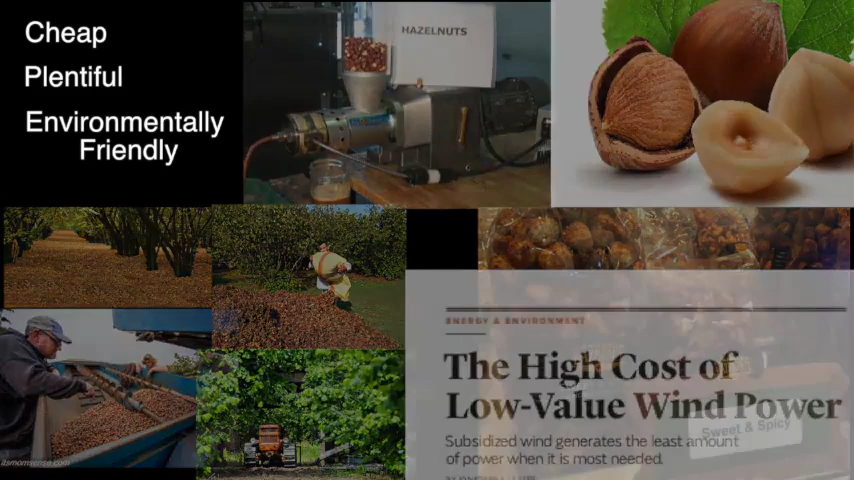 Cheap
Plentiful
Environmentally
Friendly
HAZELNUTS
ENERGY & ENVIRONMENT
The High Cost of
Low-Value Wind Power
Sweet & Spicy
Subsidized wind generates the least amount
of power when it is most needed.
itsmomsense.com